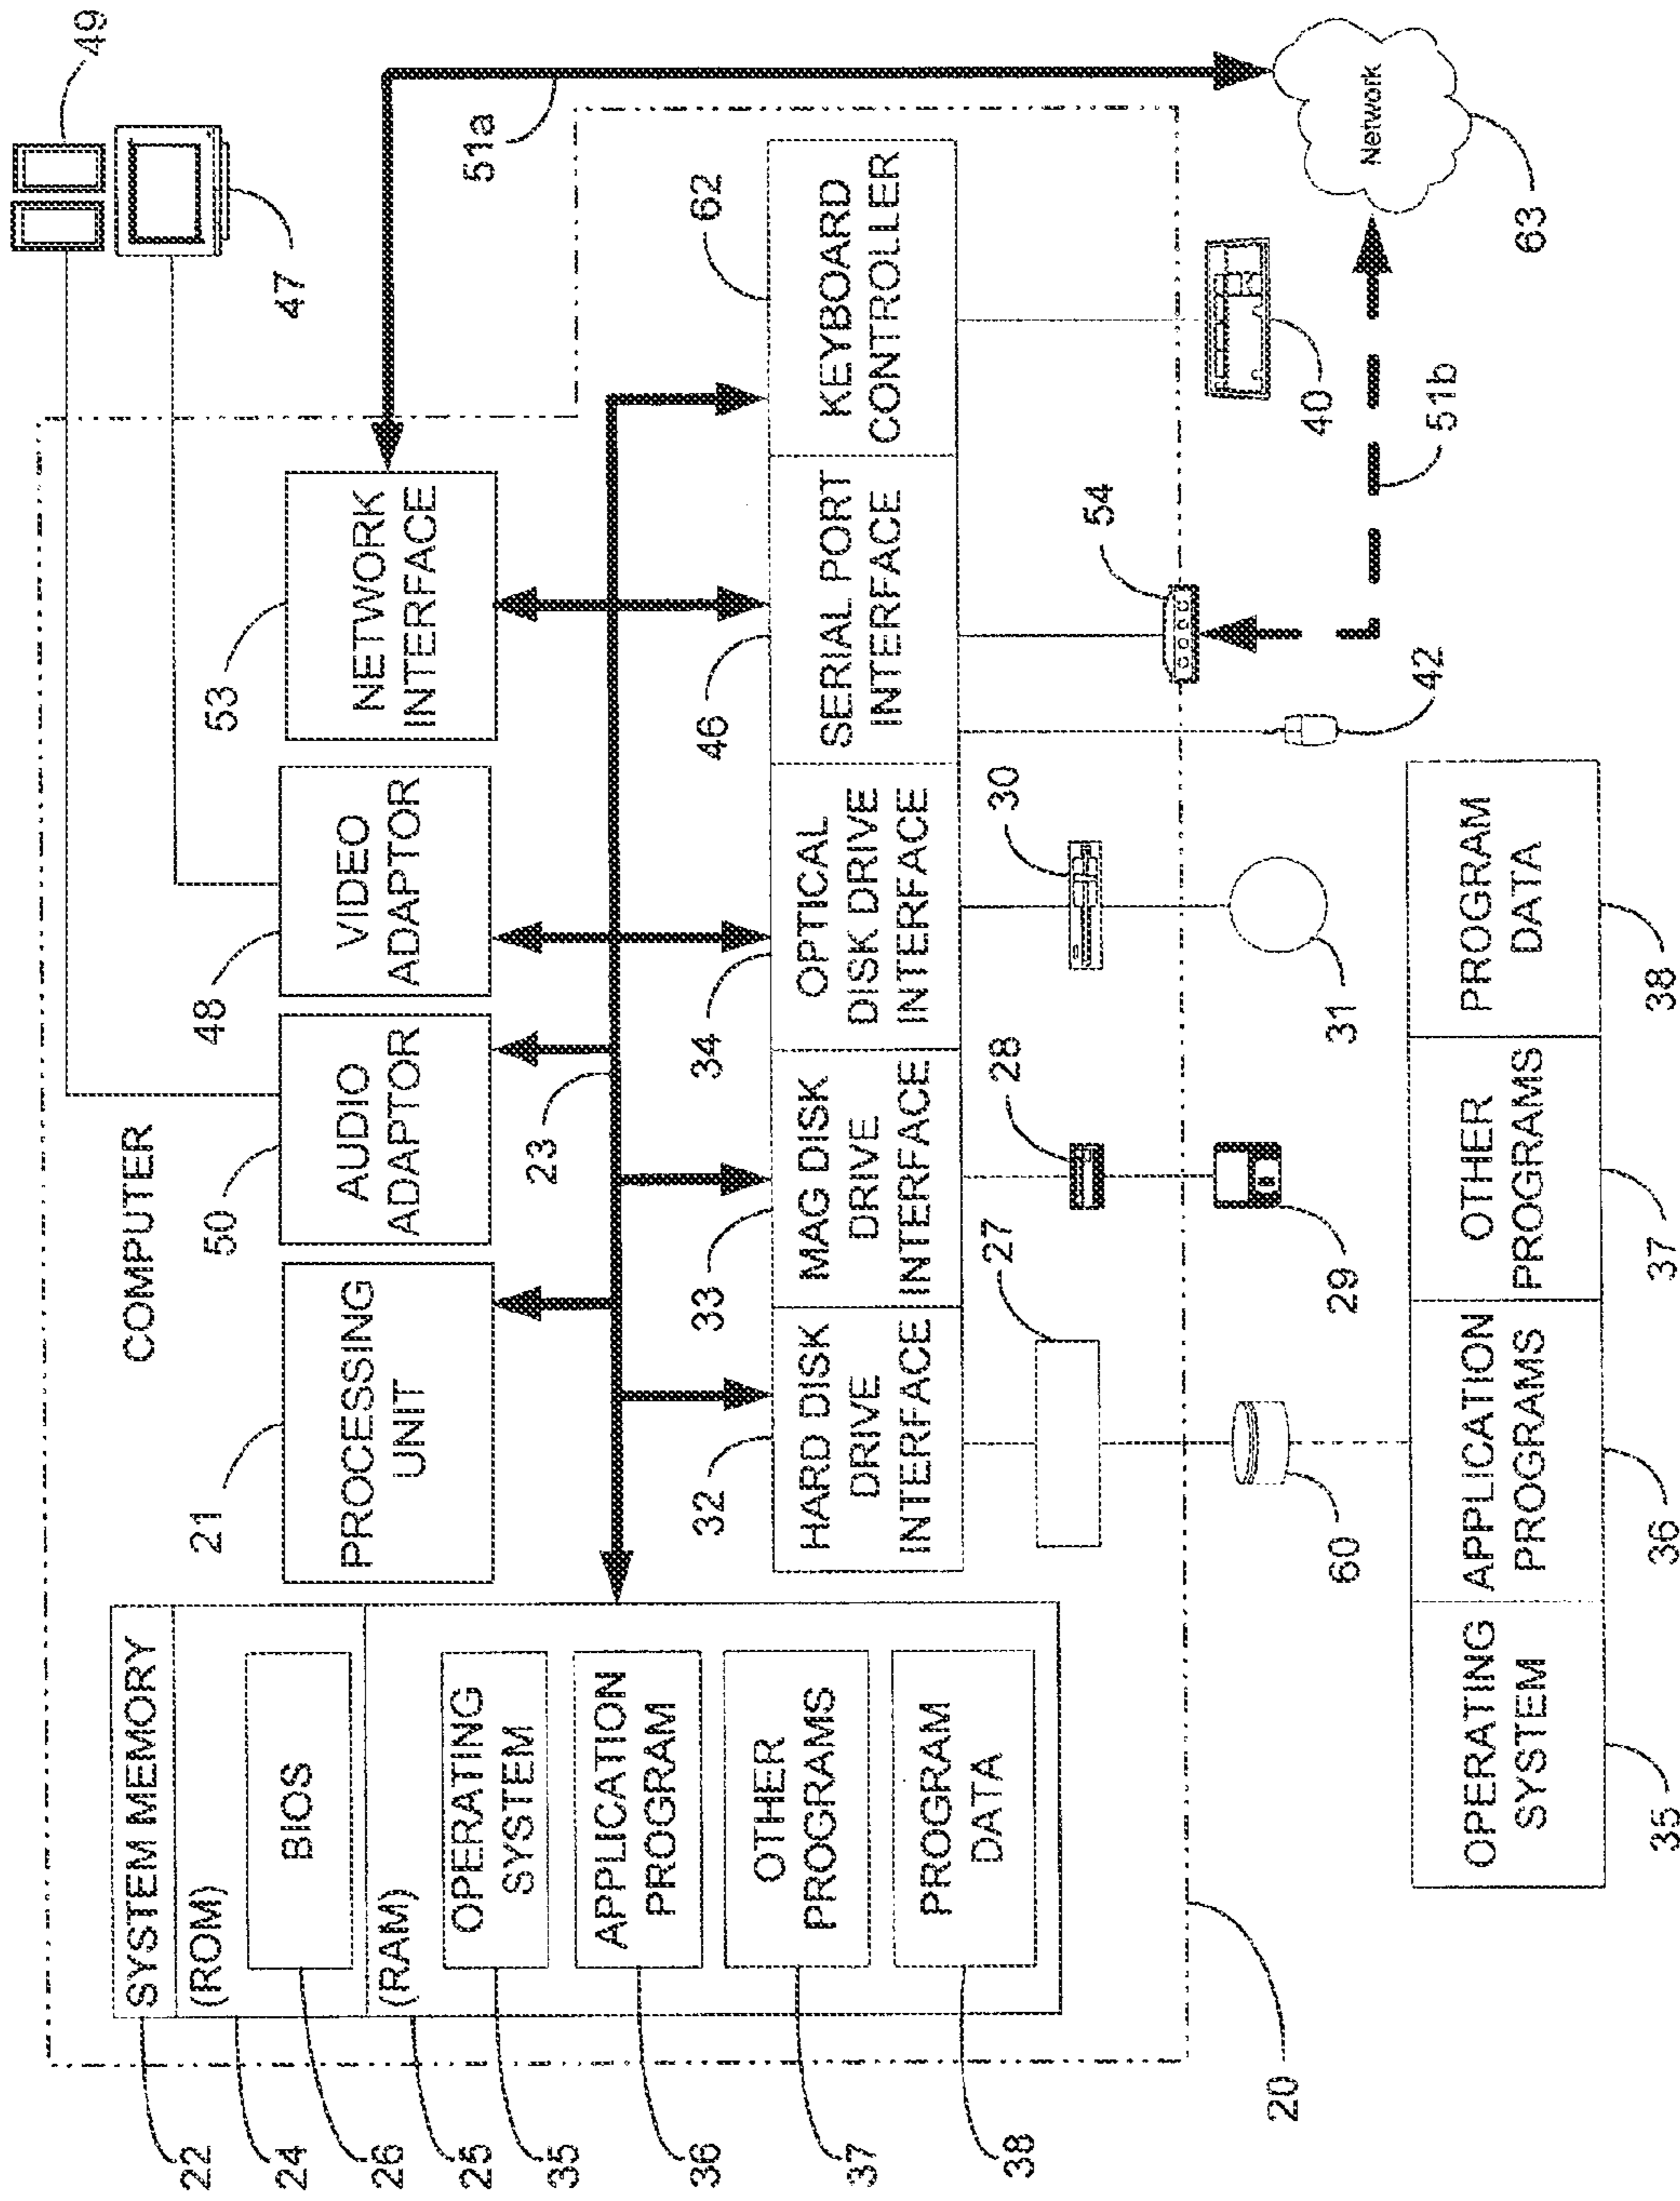 49
COMPUTER
47
51a
22
SYSTEM MEMORY
24
(ROM)
26
BIOS
25
(RAM)
35
OPERATING
SYSTEM
36
APPLICATION
PROGRAM
37
OTHER
PROGRAMS
38
PROGRAM
DATA
21
PROCESSING
UNIT
50
AUDIO
ADAPTOR
48
VIDEO
ADAPTOR
53
NETWORK
INTERFACE
23
32
HARD DISK
DRIVE
INTERFACE
33
MAG DISK
DRIVE
INTERFACE
34
OPTICAL
DISK DRIVE
INTERFACE
46
SERIAL PORT
INTERFACE
62
KEYBOARD
CONTROLLER
27
28
30
54
20
60
29
31
42
40
51b
Network
63
OPERATING
SYSTEM
APPLICATION
PROGRAMS
OTHER
PROGRAMS
PROGRAM
DATA
35
36
37
38